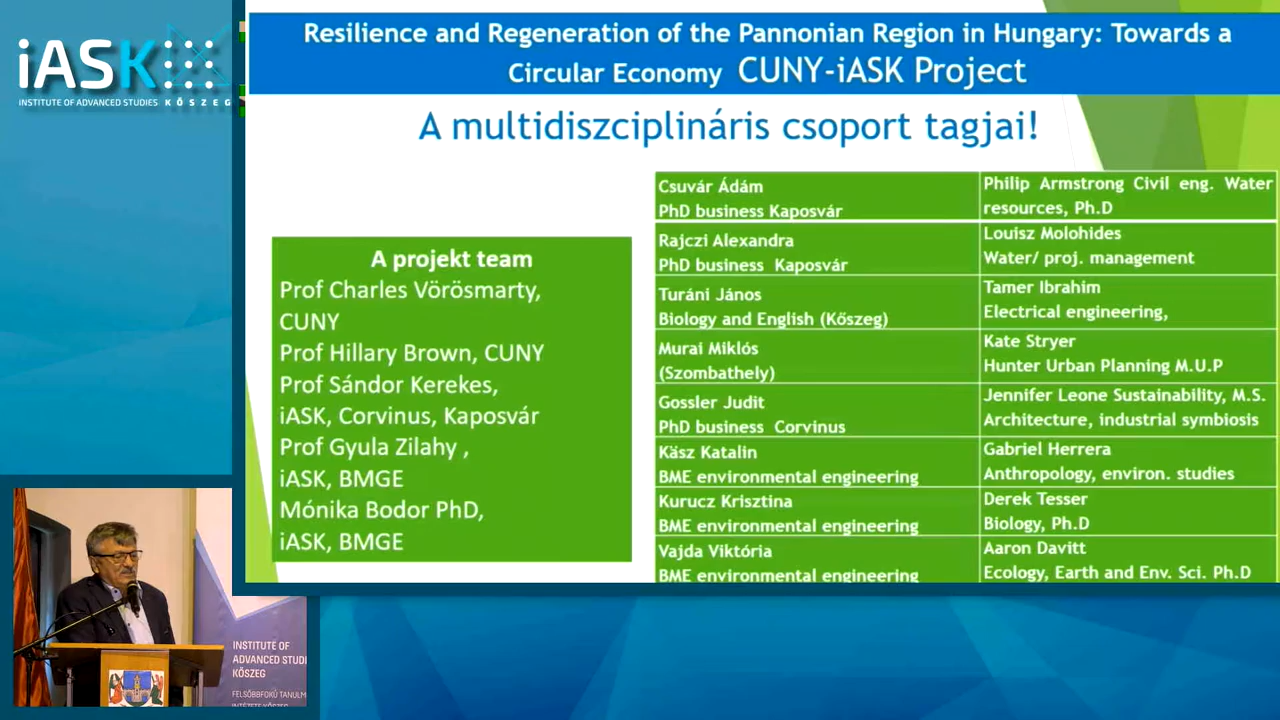 iASK
INSTITUTE OF ADVANCED STUDIES KŐSZEG
Resilience and Regeneration of the Pannonian Region in Hungary: Towards a
Circular Economy CUNY-iASK Project
A multidiszciplináris csoport tagjai!
A projekt team
Prof Charles Vörösmarty,
CUNY
Prof Hillary Brown, CUNY
Prof Sándor Kerekes,
iASK, Corvinus, Kaposvár
Prof Gyula Zilahy ,
iASK, BMGE
Mónika Bodor PhD,
iASK, BMGE
Csuvár Ádám
PhD business Kaposvár
Philip Armstrong Civil eng. Water
resources, Ph.D
Rajczi Alexandra
PhD business Kaposvár
Louisz Molohides
Water/ proj. management
Turáni János
Biology and English (Kőszeg)
Tamer Ibrahim
Electrical engineering,
Murai Miklós
(Szombathely)
Kate Stryer
Hunter Urban Planning M.U.P
Gossler Judit
PhD business Corvinus
Jennifer Leone Sustainability, M.S.
Architecture, industrial symbiosis
Käsz Katalin
BME environmental engineering
Gabriel Herrera
Anthropology, environ. studies
Kurucz Krisztina
BME environmental engineering
Derek Tesser
Biology, Ph.D
Vajda Viktória
BME environmental engineering
Aaron Davitt
Ecology, Earth and Env. Sci. Ph.D
INSTITUTE OF
ADVANCED STUDI
KŐSZEG
FELSŐBBFOKÚ TANULM
INTÉZETE KŐSZEG